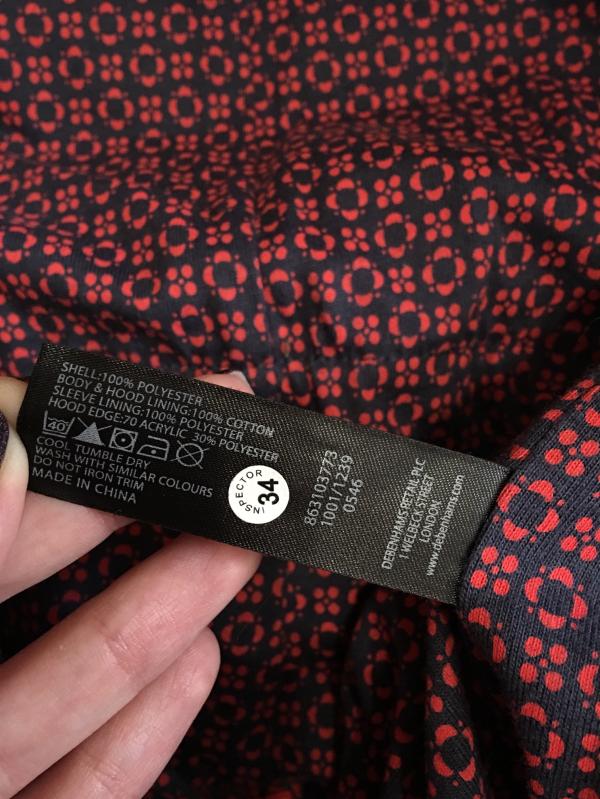 SHELL:100% POLYESTER
BODY & HOOD LINING:100% COTTON
SLEEVE LINING:100% POLYESTER
HOOD EDGE:70 ACRYLIC 30% POLYESTER
40
COOL TUMBLE DRY
WASH WITH SIMILAR COLOURS
DO NOT IRON TRIM
MADE IN CHINA
INSPECTOR
34
863103773
1001/1239
0546
DEBENHAMS RETAIL PLC
1 WELBECK STREET
LONDON
www.debenhams.com